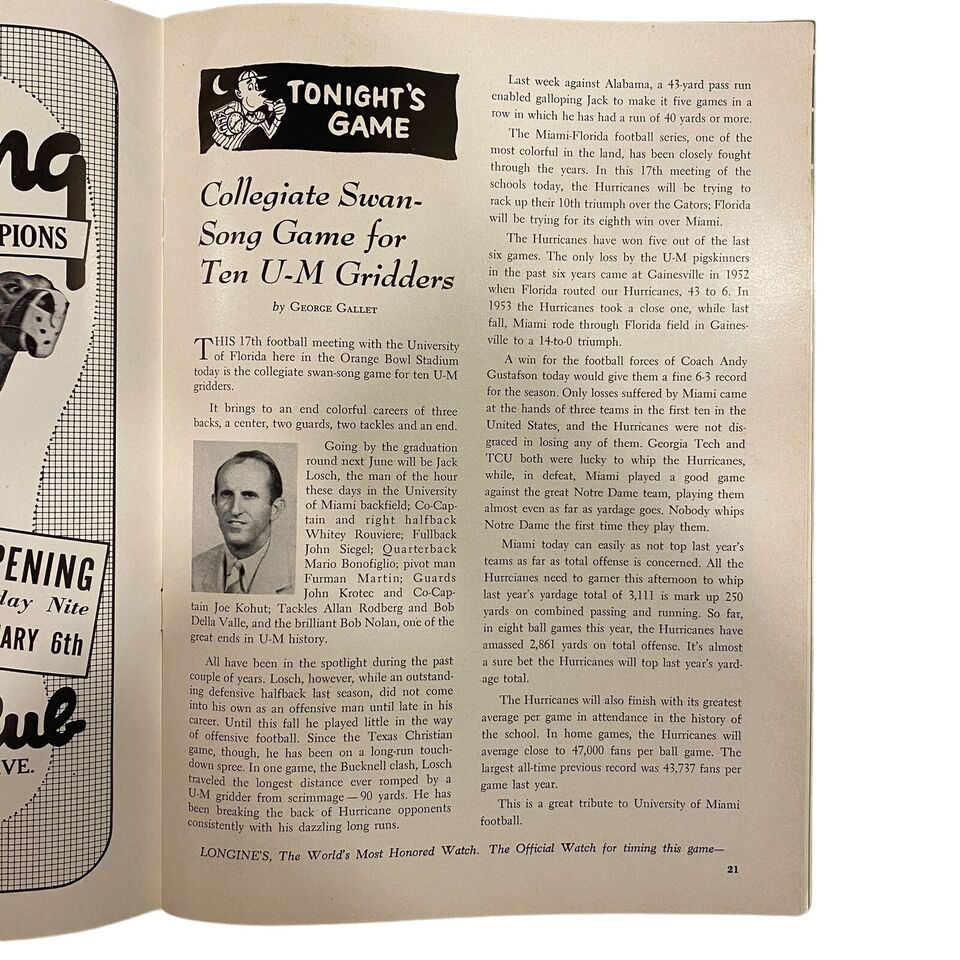 ng
PIONS
PENING
day Nite
ARY 6th
lub
VE.
TONIGHT'S
GAME
Collegiate Swan-
Song Game for
Ten U-M Gridders
by GEORGE GALLET
THIS 17th football meeting with the University
of Florida here in the Orange Bowl Stadium
today is the collegiate swan-song game for ten U-M
gridders.
It brings to an end colorful careers of three
backs, a center, two guards, two tackles and an end.
Going by the graduation
round next June will be Jack
Losch, the man of the hour
these days in the University
of Miami backfield; Co-Cap-
tain and right halfback
Whitey Rouviere; Fullback
John Siegel; Quarterback
Mario Bonofiglio; pivot man
Furman Martin; Guards
John Krotec and Co-Cap-
tain Joe Kohut; Tackles Allan Rodberg and Bob
Della Valle, and the brilliant Bob Nolan, one of the
great ends in U-M history.
All have been in the spotlight during the past
couple of years. Losch, however, while an outstand-
ing defensive halfback last season, did not come
into his own as an offensive man until late in his
career. Until this fall he played little in the way
of offensive football. Since the Texas Christian
game, though, he has been on a long-run touch-
down spree. In one game, the Bucknell clash, Losch
traveled the longest distance ever romped by a
U-M gridder from scrimmage — 90 yards. He has
been breaking the back of Hurricane opponents
consistently with his dazzling long runs.
Last week against Alabama, a 43-yard pass run
enabled galloping Jack to make it five games in a
row in which he has had a run of 40 yards or more.
The Miami-Florida football series, one of the
most colorful in the land, has been closely fought
through the years. In this 17th meeting of the
schools today, the Hurricanes will be trying to
rack up their 10th triumph over the Gators; Florida
will be trying for its eighth win over Miami.
The Hurricanes have won five out of the last
six games. The only loss by the U-M pigskinners
in the past six years came at Gainesville in 1952
when Florida routed our Hurricanes, 43 to 6. In
1953 the Hurricanes took a close one, while last
fall, Miami rode through Florida field in Gaines-
ville to a 14-to-0 triumph.
A win for the football forces of Coach Andy
Gustafson today would give them a fine 6-3 record
for the season. Only losses suffered by Miami came
at the hands of three teams in the first ten in the
United States, and the Hurricanes were not dis-
graced in losing any of them. Georgia Tech and
TCU both were lucky to whip the Hurricanes,
while, in defeat, Miami played a good game
against the great Notre Dame team, playing them
almost even as far as yardage goes. Nobody whips
Notre Dame the first time they play them.
Miami today can easily as not top last year's
teams as far as total offense is concerned. All the
Hurrcianes need to garner this afternoon to whip
last year's yardage total of 3,111 is mark up 250
yards on combined passing and running. So far,
in eight ball games this year, the Hurricanes have
amassed 2,861 yards on total offense. It's almost
a sure bet the Hurricanes will top last year's yard-
age total.
The Hurricanes will also finish with its greatest
average per game in attendance in the history of
the school. In home games, the Hurricanes will
average close to 47,000 fans per ball game. The
largest all-time previous record was 43,737 fans per
game last year.
This is a great tribute to University of Miami
football.
LONGINE'S, The World's Most Honored Watch. The Official Watch for timing this game—
21